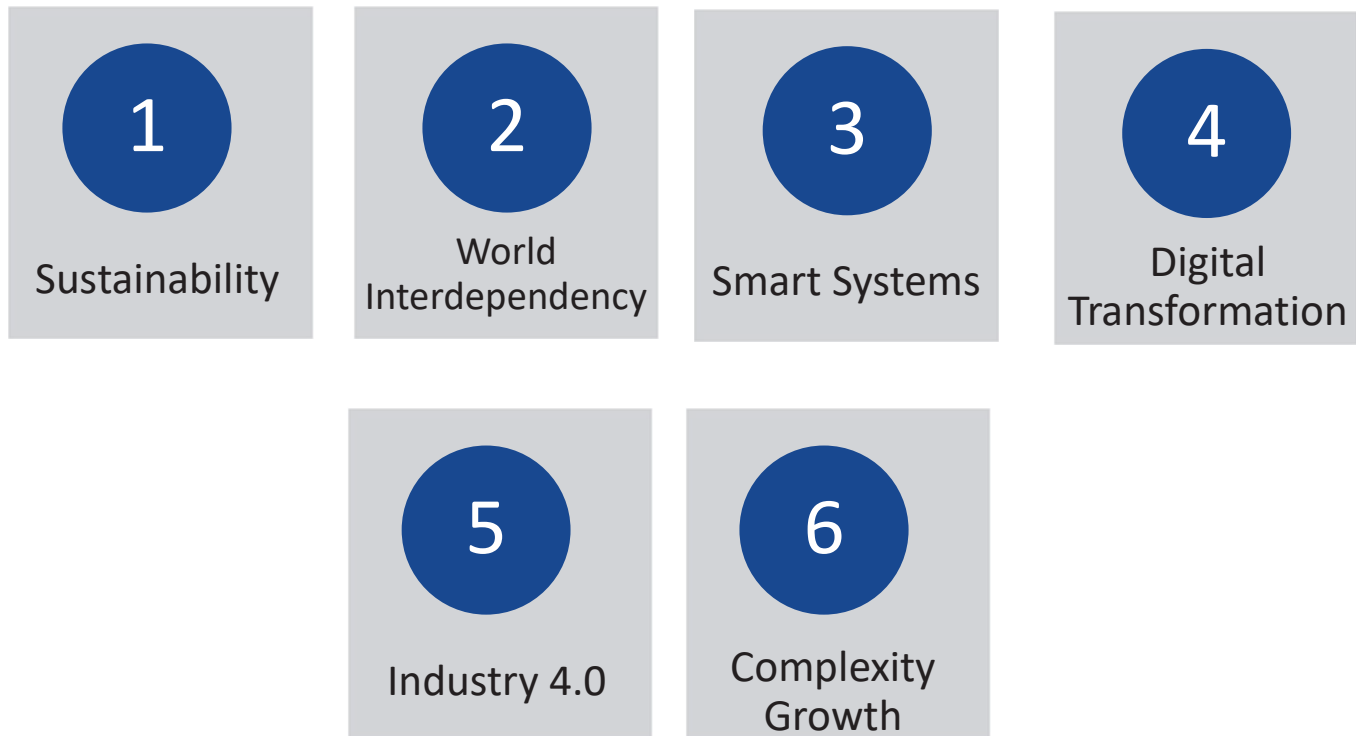 1
Sustainability
2
World
Interdependency
3
Smart Systems
4
Digital
Transformation
5
Industry 4.0
6
Complexity
Growth